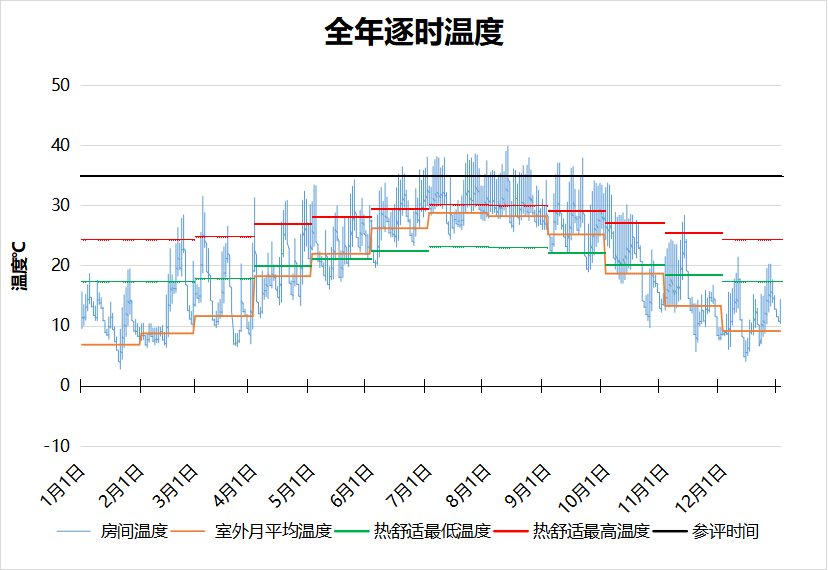 全年逐时温度
温度℃
50
40
30
20
10
0
-10
1月1日
2月1日
3月1日
4月1日
5月1日
6月1日
7月1日
8月1日
9月1日
10月1日
11月1日
12月1日
房间温度 室外月平均温度 热舒适最低温度 热舒适最高温度 参评时间